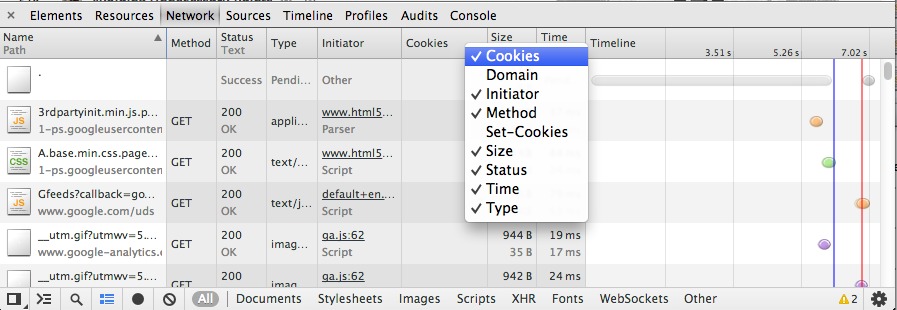 Elements Resources Network Sources Timeline Profiles Audits Console
Name Path Method Status Text Type Initiator Cookies Size Time Timeline 3.51 s 5.26 s 7.02 s
. Success Pendi... Other
3rdpartyinit.min.js.p... GET 200 appli... www.html5...
1-ps.googleuserconten OK Parser
A.base.min.css.page... GET 200 text/... www.html5...
1-ps.googleuserconten OK Script
Gfeeds?callback=go... GET 200 text/j... default+en.
www.google.com/uds OK Script
__utm.gif?utmwv=5.... GET 200 imag... ga.js:62 944 B 19 ms
www.google-analytics.c OK Script 35 B 17 ms
__utm.gif?utmwv=5.... GET 200 imag... ga.js:62 942 B 24 ms
✓ Cookies
Domain
✓ Initiator
✓ Method
Set-Cookies
✓ Size
✓ Status
✓ Time
✓ Type
All Documents Stylesheets Images Scripts XHR Fonts WebSockets Other 2